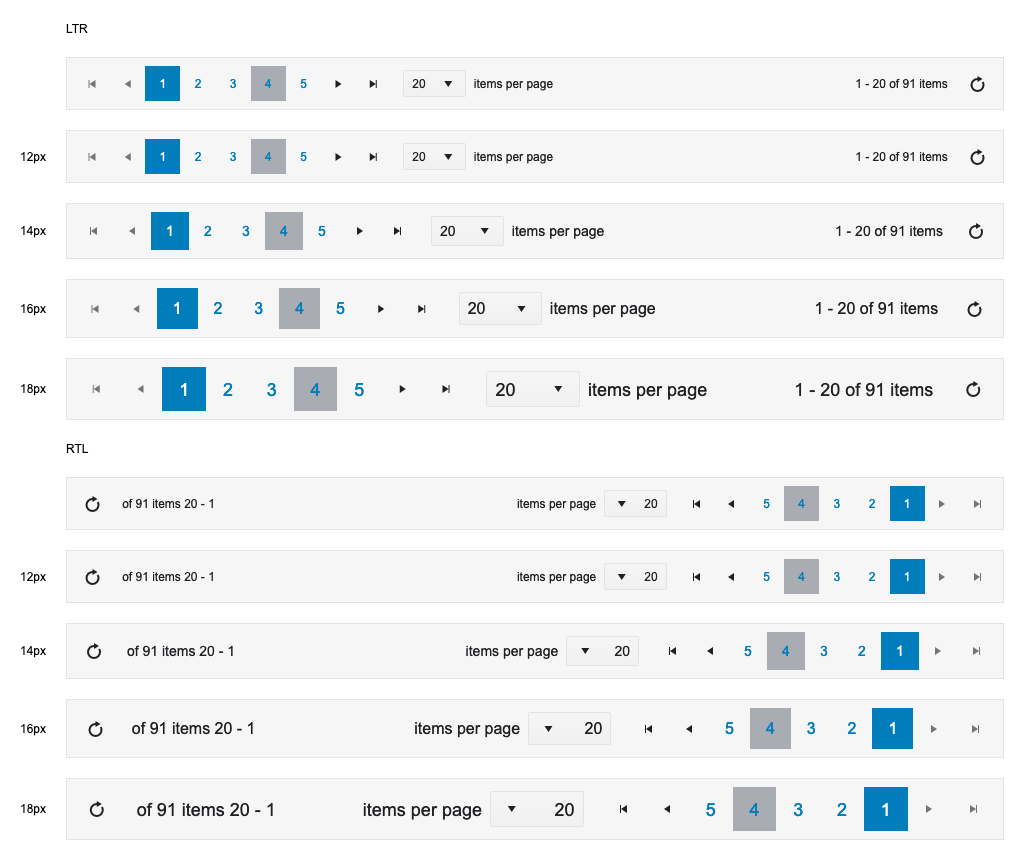 LTR
1 2 3 4 5 20 items per page 1 - 20 of 91 items
12px 1 2 3 4 5 20 items per page 1 - 20 of 91 items
14px 1 2 3 4 5 20 items per page 1 - 20 of 91 items
16px 1 2 3 4 5 20 items per page 1 - 20 of 91 items
18px 1 2 3 4 5 20 items per page 1 - 20 of 91 items
RTL
of 91 items 20 - 1 items per page 20 5 4 3 2 1
12px of 91 items 20 - 1 items per page 20 5 4 3 2 1
14px of 91 items 20 - 1 items per page 20 5 4 3 2 1
16px of 91 items 20 - 1 items per page 20 5 4 3 2 1
18px of 91 items 20 - 1 items per page 20 5 4 3 2 1